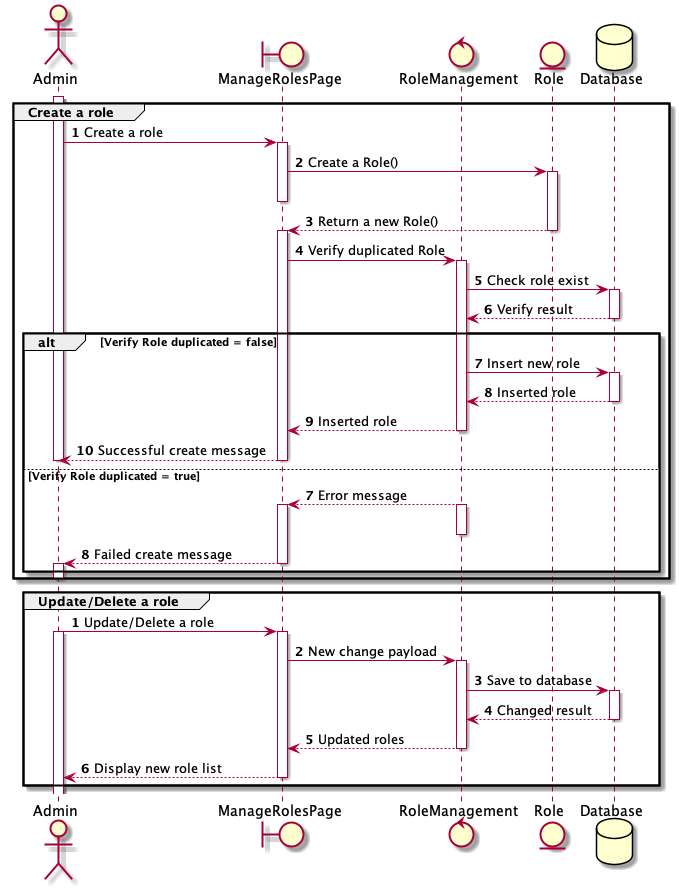 Admin
ManageRolesPage
RoleManagement
Role
Database
Create a role
1 Create a role
2 Create a Role()
3 Return a new Role()
4 Verify duplicated Role
5 Check role exist
6 Verify result
alt
[Verify Role duplicated = false]
7 Insert new role
8 Inserted role
9 Inserted role
10 Successful create message
[Verify Role duplicated = true]
7 Error message
8 Failed create message
Update/Delete a role
1 Update/Delete a role
2 New change payload
3 Save to database
4 Changed result
5 Updated roles
6 Display new role list
Admin
ManageRolesPage
RoleManagement
Role
Database